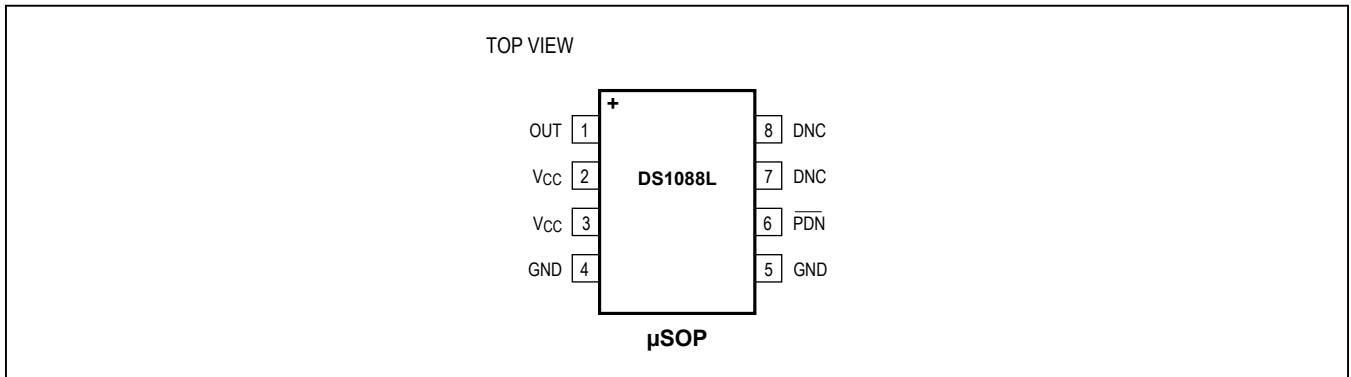 TOP VIEW
+
OUT 1 8 DNC
VCC 2 DS1088L 7 DNC
VCC 3 6 P̅D̅N̅
GND 4 5 GND
µSOP